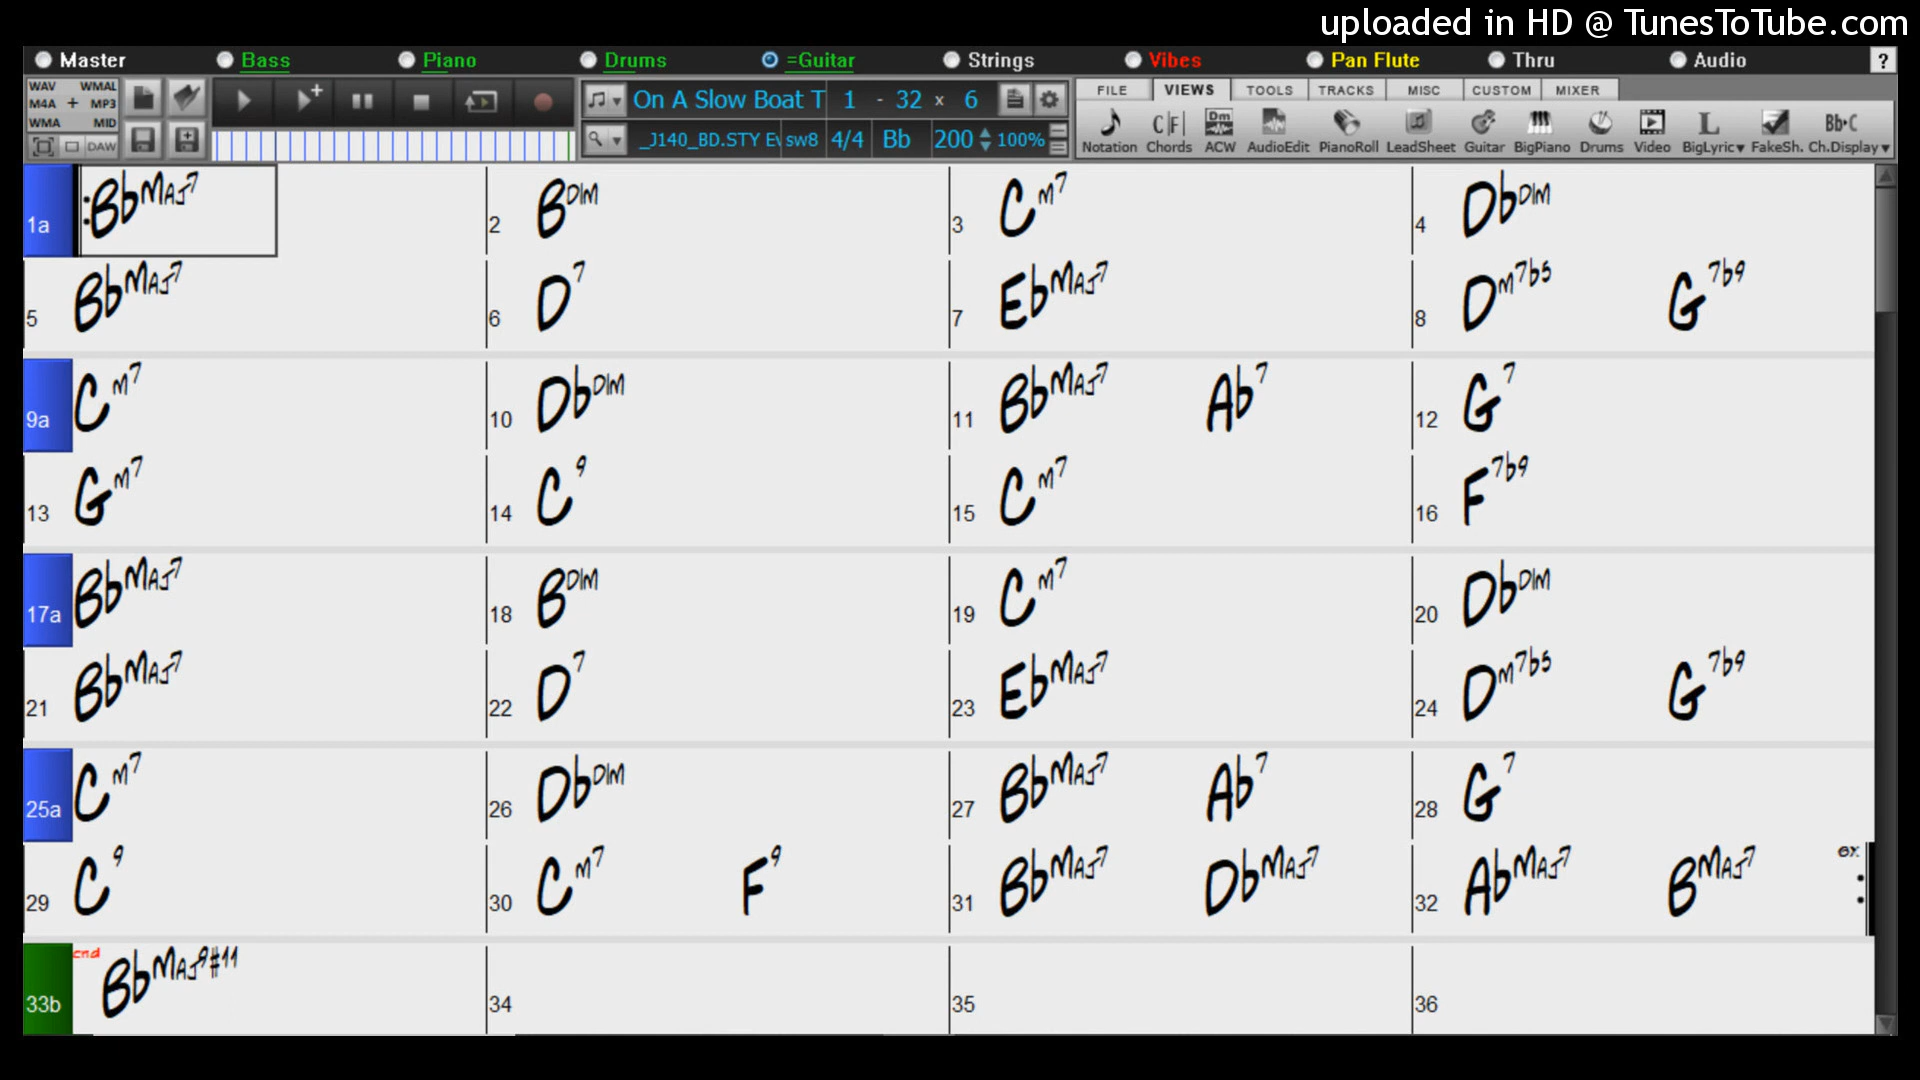 uploaded in HD @ TunesToTube.com
Master Bass Piano Drums =Guitar Strings Vibes Pan Flute Thru Audio ?
WAV WMAL
M4A + MP3
WMA MID
DAW
On A Slow Boat T 1 - 32 x 6
_J140_BD.STY Ev sw8 4/4 Bb 200 100%
FILE VIEWS TOOLS TRACKS MISC CUSTOM MIXER
C|F| Dm L Bb▸C
Notation Chords ACW AudioEdit PianoRoll LeadSheet Guitar BigPiano Drums Video BigLyric▾ FakeSh. Ch.Display▾
1a :BbMAJ7 2 BDIM 3 Cm7 4 DbDIM
5 BbMAJ7 6 D7 7 EbMAJ7 8 Dm7b5 G7b9
9a Cm7 10 DbDIM 11 BbMAJ7 Ab7 12 G7
13 Gm7 14 C9 15 Cm7 16 F7b9
17a BbMAJ7 18 BDIM 19 Cm7 20 DbDIM
21 BbMAJ7 22 D7 23 EbMAJ7 24 Dm7b5 G7b9
25a Cm7 26 DbDIM 27 BbMAJ7 Ab7 28 G7
29 C9 30 Cm7 F9 31 BbMAJ7 DbMAJ7 32 AbMAJ7 BMAJ7 :
33b end BbMAJ9#11 34 35 36